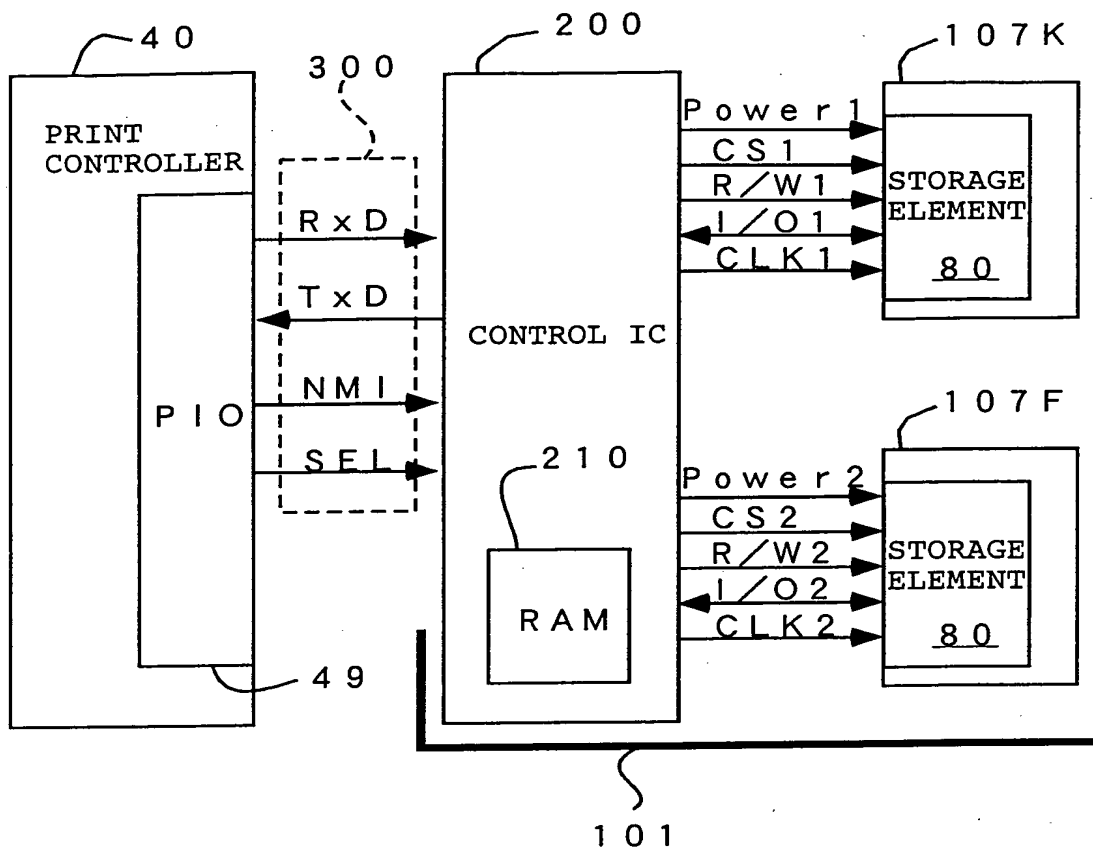 40
200
107K
300
PRINT
CONTROLLER
Power1
CS1
R/W1
I/O1
CLK1
STORAGE
ELEMENT
80
RxD
TxD
NMI
SEL
PIO
CONTROL IC
107F
210
Power2
CS2
R/W2
I/O2
CLK2
STORAGE
ELEMENT
80
RAM
49
101